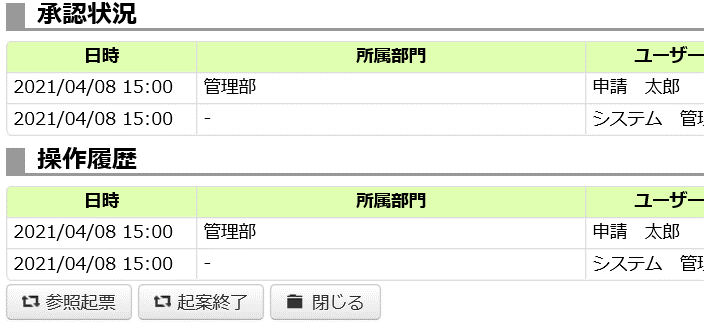 承認状況
日時 所属部門 ユーザー
2021/04/08 15:00 管理部 申請　太郎
2021/04/08 15:00 - システム　管理
操作履歴
日時 所属部門 ユーザー
2021/04/08 15:00 管理部 申請　太郎
2021/04/08 15:00 - システム　管理
参照起票 起案終了 閉じる